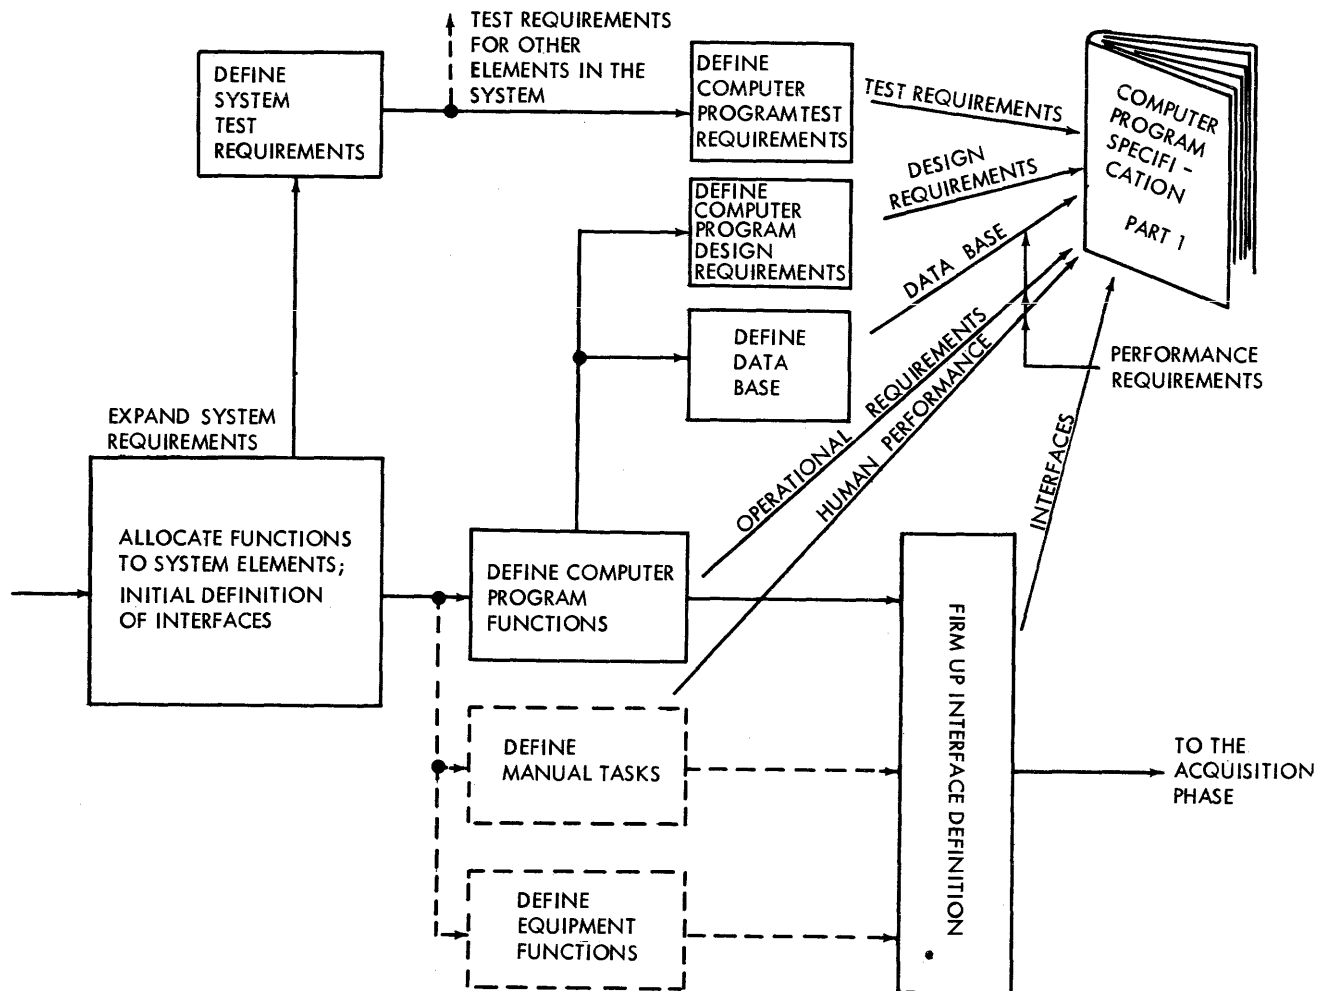 TEST REQUIREMENTS
FOR OTHER
ELEMENTS IN THE
SYSTEM
DEFINE
SYSTEM
TEST
REQUIREMENTS
DEFINE
COMPUTER
PROGRAM TEST
REQUIREMENTS
TEST REQUIREMENTS
COMPUTER
PROGRAM
SPECIFI -
CATION
PART 1
DESIGN
REQUIREMENTS
DEFINE
COMPUTER
PROGRAM
DESIGN
REQUIREMENTS
DATA BASE
DEFINE
DATA
BASE
OPERATIONAL REQUIREMENTS
HUMAN PERFORMANCE
PERFORMANCE
REQUIREMENTS
INTERFACES
EXPAND SYSTEM
REQUIREMENTS
ALLOCATE FUNCTIONS
TO SYSTEM ELEMENTS;
INITIAL DEFINITION
OF INTERFACES
DEFINE COMPUTER
PROGRAM
FUNCTIONS
FIRM UP INTERFACE DEFINITION
DEFINE
MANUAL TASKS
TO THE
ACQUISITION
PHASE
DEFINE
EQUIPMENT
FUNCTIONS